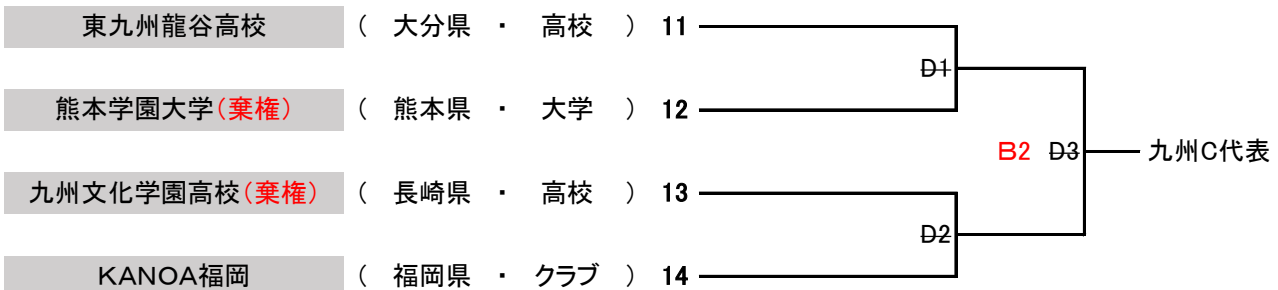 東九州龍谷高校 ( 大分県 ・ 高校 ) 11
D1
熊本学園大学(棄権) ( 熊本県 ・ 大学 ) 12
B2 D3 九州C代表
九州文化学園高校(棄権) ( 長崎県 ・ 高校 ) 13
D2
KANOA福岡 ( 福岡県 ・ クラブ ) 14